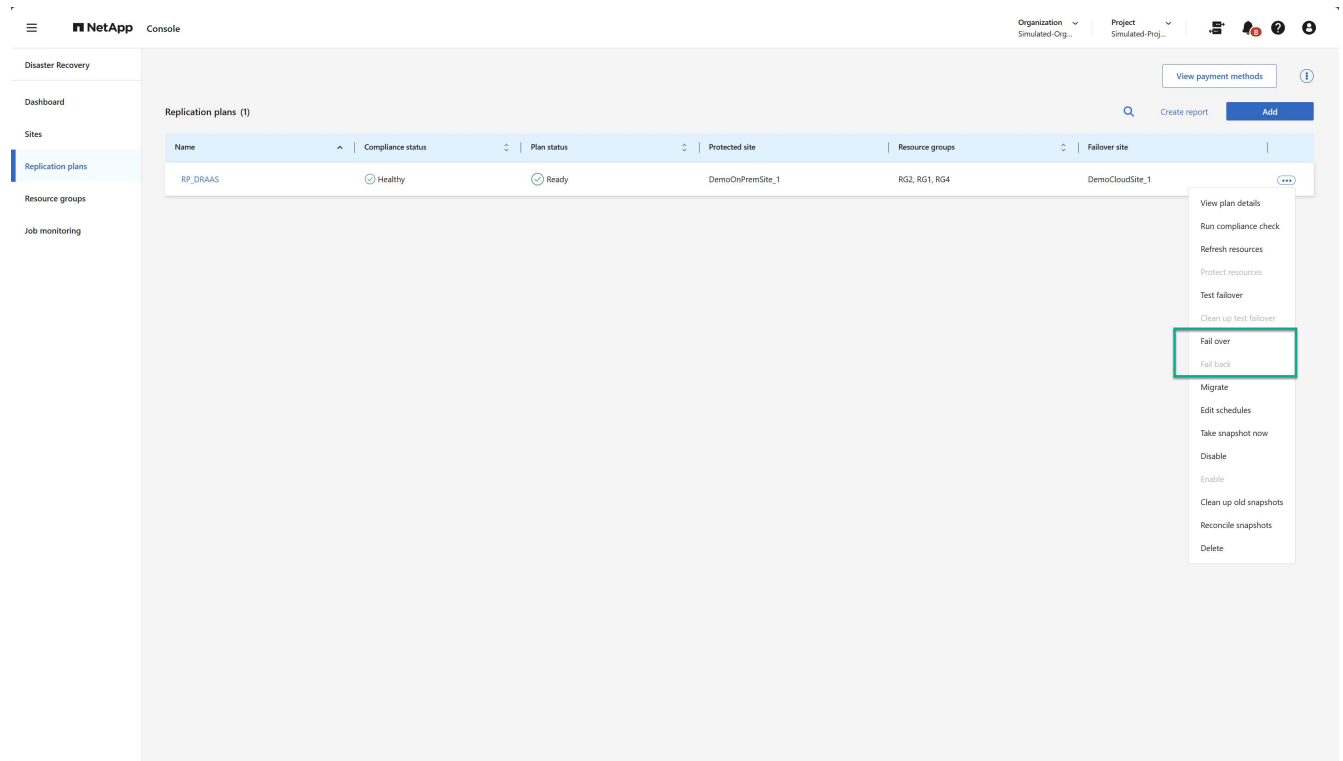 NetApp Console
Organization
Simulated-Org...
Project
Simulated-Proj...
8
Disaster Recovery
Dashboard
Sites
Replication plans
Resource groups
Job monitoring
View payment methods
Replication plans (1)
Create report
Add
Name
Compliance status
Plan status
Protected site
Resource groups
Failover site
RP_DRAAS
Healthy
Ready
DemoOnPremSite_1
RG2, RG1, RG4
DemoCloudSite_1
View plan details
Run compliance check
Refresh resources
Protect resources
Test failover
Clean up test failover
Fail over
Fail back
Migrate
Edit schedules
Take snapshot now
Disable
Enable
Clean up old snapshots
Reconcile snapshots
Delete